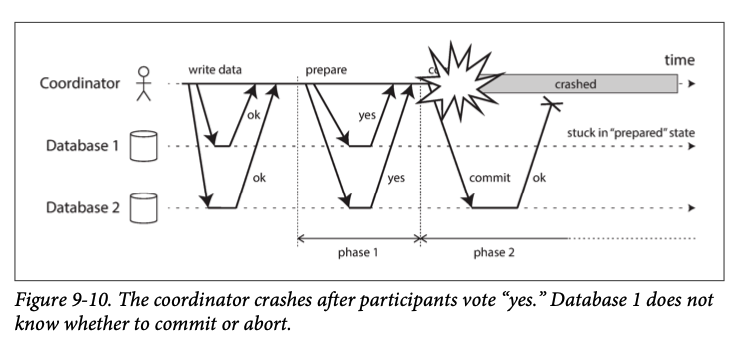 time
write data
prepare
co
Coordinator
crashed
ok
yes
Database 1
stuck in "prepared" state
ok
yes
commit
ok
Database 2
phase 1
phase 2
Figure 9-10. The coordinator crashes after participants vote “yes.” Database 1 does not
know whether to commit or abort.